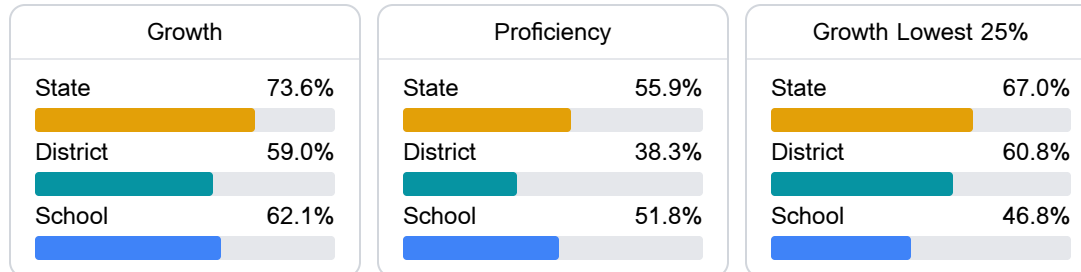 Growth
State 73.6%
District 59.0%
School 62.1%
Proficiency
State 55.9%
District 38.3%
School 51.8%
Growth Lowest 25%
State 67.0%
District 60.8%
School 46.8%